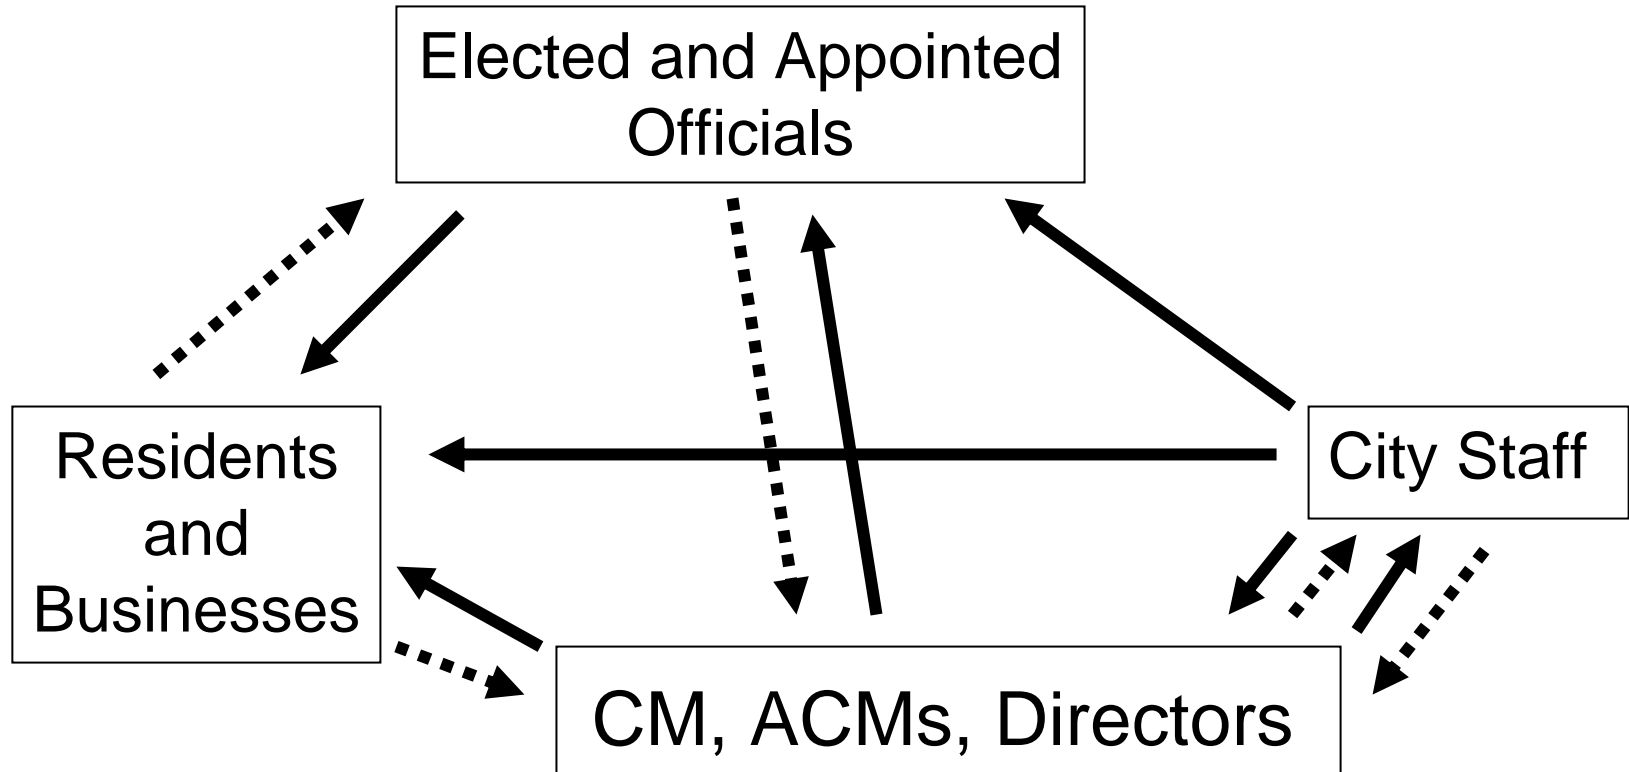 Elected and Appointed
Officials
Residents
and
Businesses
City Staff
CM, ACMs, Directors